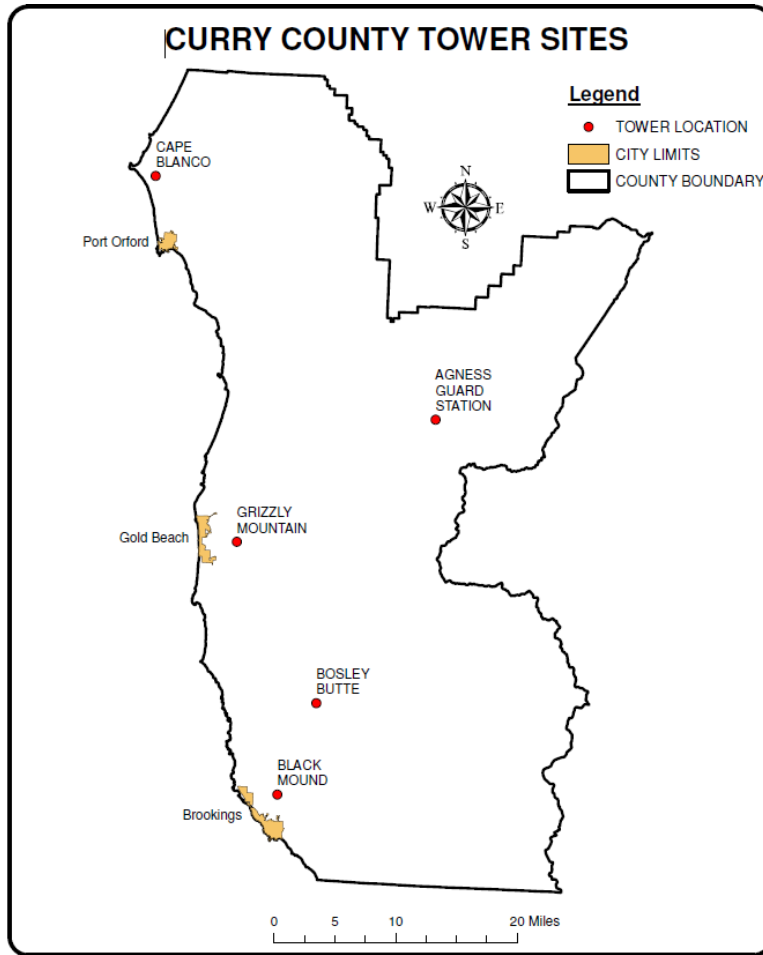 CURRY COUNTY TOWER SITES
Legend
TOWER LOCATION
CITY LIMITS
COUNTY BOUNDARY
CAPE
BLANCO
N
W
E
S
Port Orford
AGNESS
GUARD
STATION
GRIZZLY
MOUNTAIN
Gold Beach
BOSLEY
BUTTE
BLACK
MOUND
Brookings
0 5 10 20 Miles